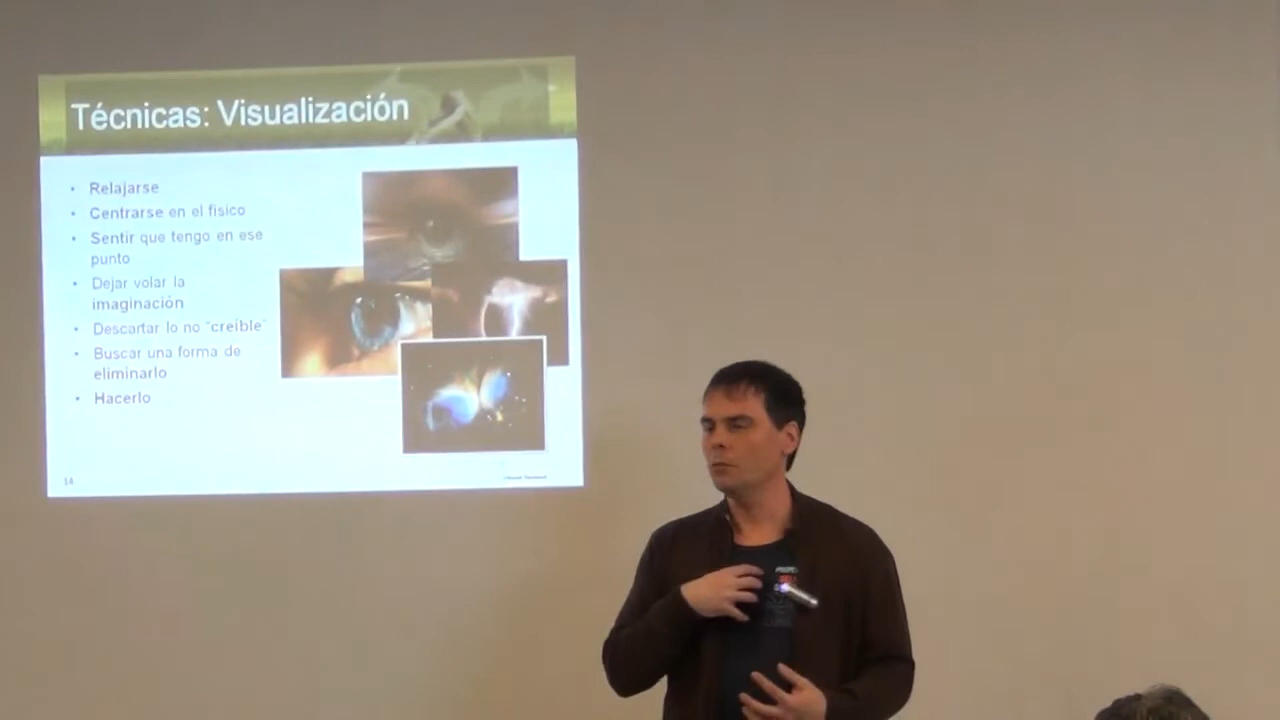 Técnicas: Visualización
• Relajarse
• Centrarse en el físico
• Sentir que tengo en ese
punto
• Dejar volar la
imaginación
• Descartar lo no "creíble"
• Buscar una forma de
eliminarlo
• Hacerlo
14